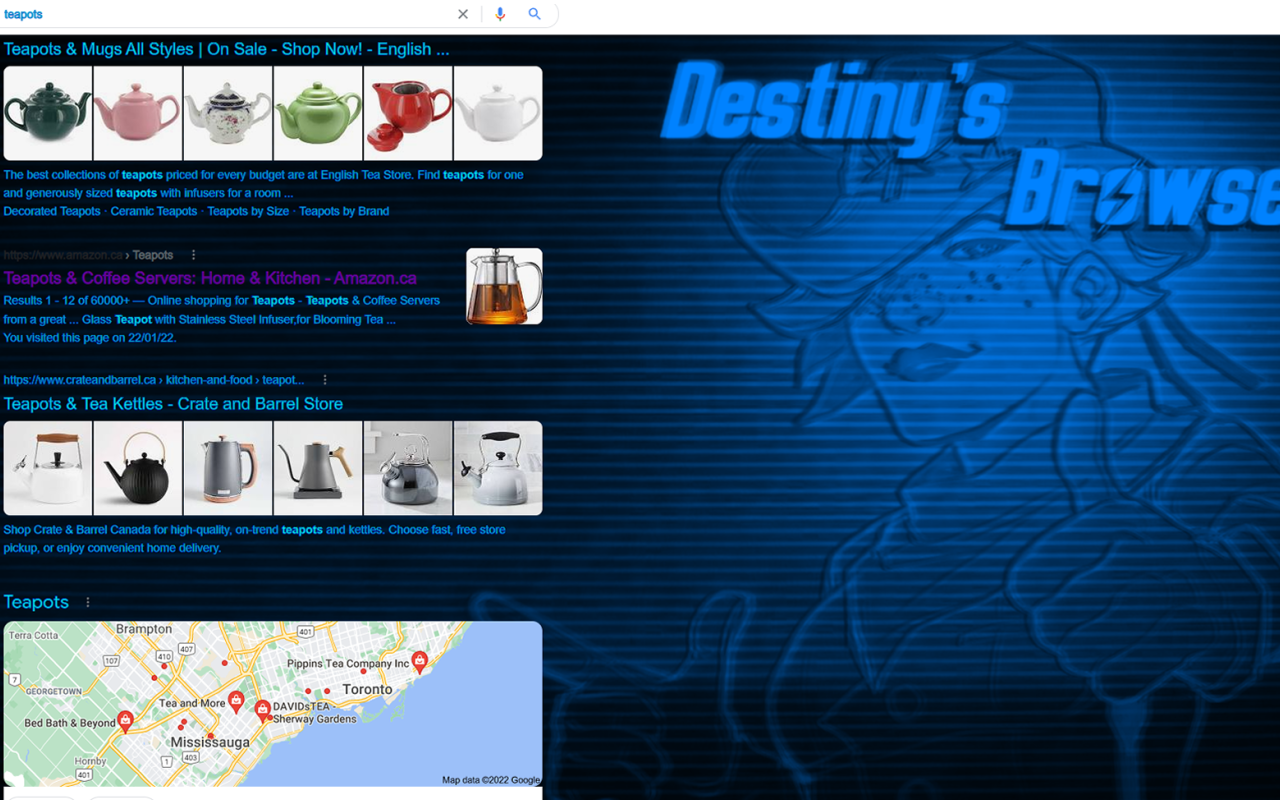 teapots
Destiny's
Browse
Teapots & Mugs All Styles | On Sale - Shop Now! - English ...
The best collections of teapots priced for every budget are at English Tea Store. Find teapots for one
and generously sized teapots with infusers for a room ...
Decorated Teapots · Ceramic Teapots · Teapots by Size · Teapots by Brand
https://www.amazon.ca › Teapots
Teapots & Coffee Servers: Home & Kitchen - Amazon.ca
Results 1 - 12 of 60000+ — Online shopping for Teapots - Teapots & Coffee Servers
from a great ... Glass Teapot with Stainless Steel Infuser,for Blooming Tea ...
You visited this page on 22/01/22.
https://www.crateandbarrel.ca › kitchen-and-food › teapot...
Teapots & Tea Kettles - Crate and Barrel Store
Shop Crate & Barrel Canada for high-quality, on-trend teapots and kettles. Choose fast, free store
pickup, or enjoy convenient home delivery.
Teapots
Terra Cotta
Brampton
401
410
407
107
7
Pippins Tea Company Inc
GEORGETOWN
Toronto
Tea and More
DAVIDsTEA -
Sherway Gardens
Bed Bath & Beyond
Mississauga
Hornby
1
403
401
Map data ©2022 Google